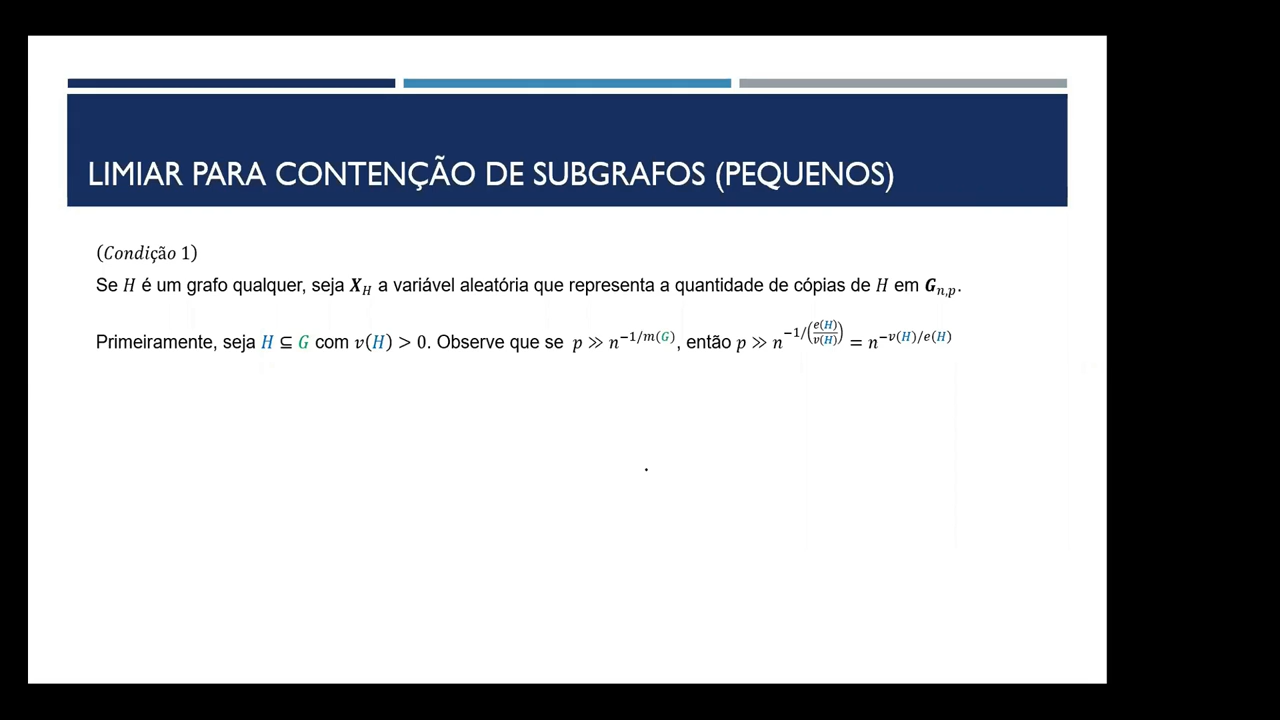 LIMIAR PARA CONTENÇÃO DE SUBGRAFOS (PEQUENOS)
(Condição 1)
Se H é um grafo qualquer, seja X_H a variável aleatória que representa a quantidade de cópias de H em G_{n,p}.
Primeiramente, seja H ⊆ G com v(H) > 0. Observe que se p ≫ n^{−1/m(G)}, então p ≫ n^{−1/(e(H)/v(H))} = n^{−v(H)/e(H)}